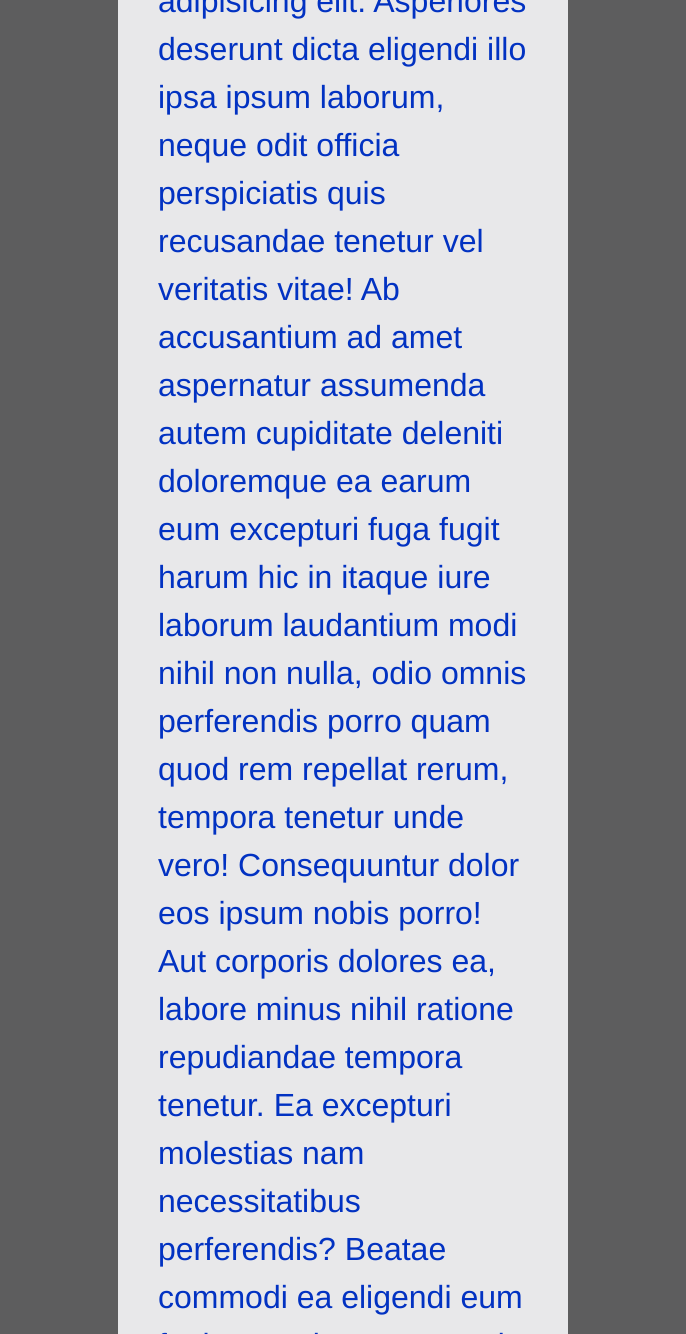 adipisicing elit. Asperiores
deserunt dicta eligendi illo
ipsa ipsum laborum,
neque odit officia
perspiciatis quis
recusandae tenetur vel
veritatis vitae! Ab
accusantium ad amet
aspernatur assumenda
autem cupiditate deleniti
doloremque ea earum
eum excepturi fuga fugit
harum hic in itaque iure
laborum laudantium modi
nihil non nulla, odio omnis
perferendis porro quam
quod rem repellat rerum,
tempora tenetur unde
vero! Consequuntur dolor
eos ipsum nobis porro!
Aut corporis dolores ea,
labore minus nihil ratione
repudiandae tempora
tenetur. Ea excepturi
molestias nam
necessitatibus
perferendis? Beatae
commodi ea eligendi eum